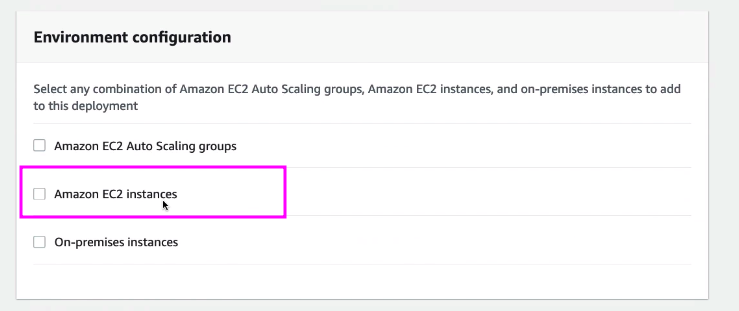 Environment configuration
Select any combination of Amazon EC2 Auto Scaling groups, Amazon EC2 instances, and on-premises instances to add
to this deployment
Amazon EC2 Auto Scaling groups
Amazon EC2 instances
On-premises instances